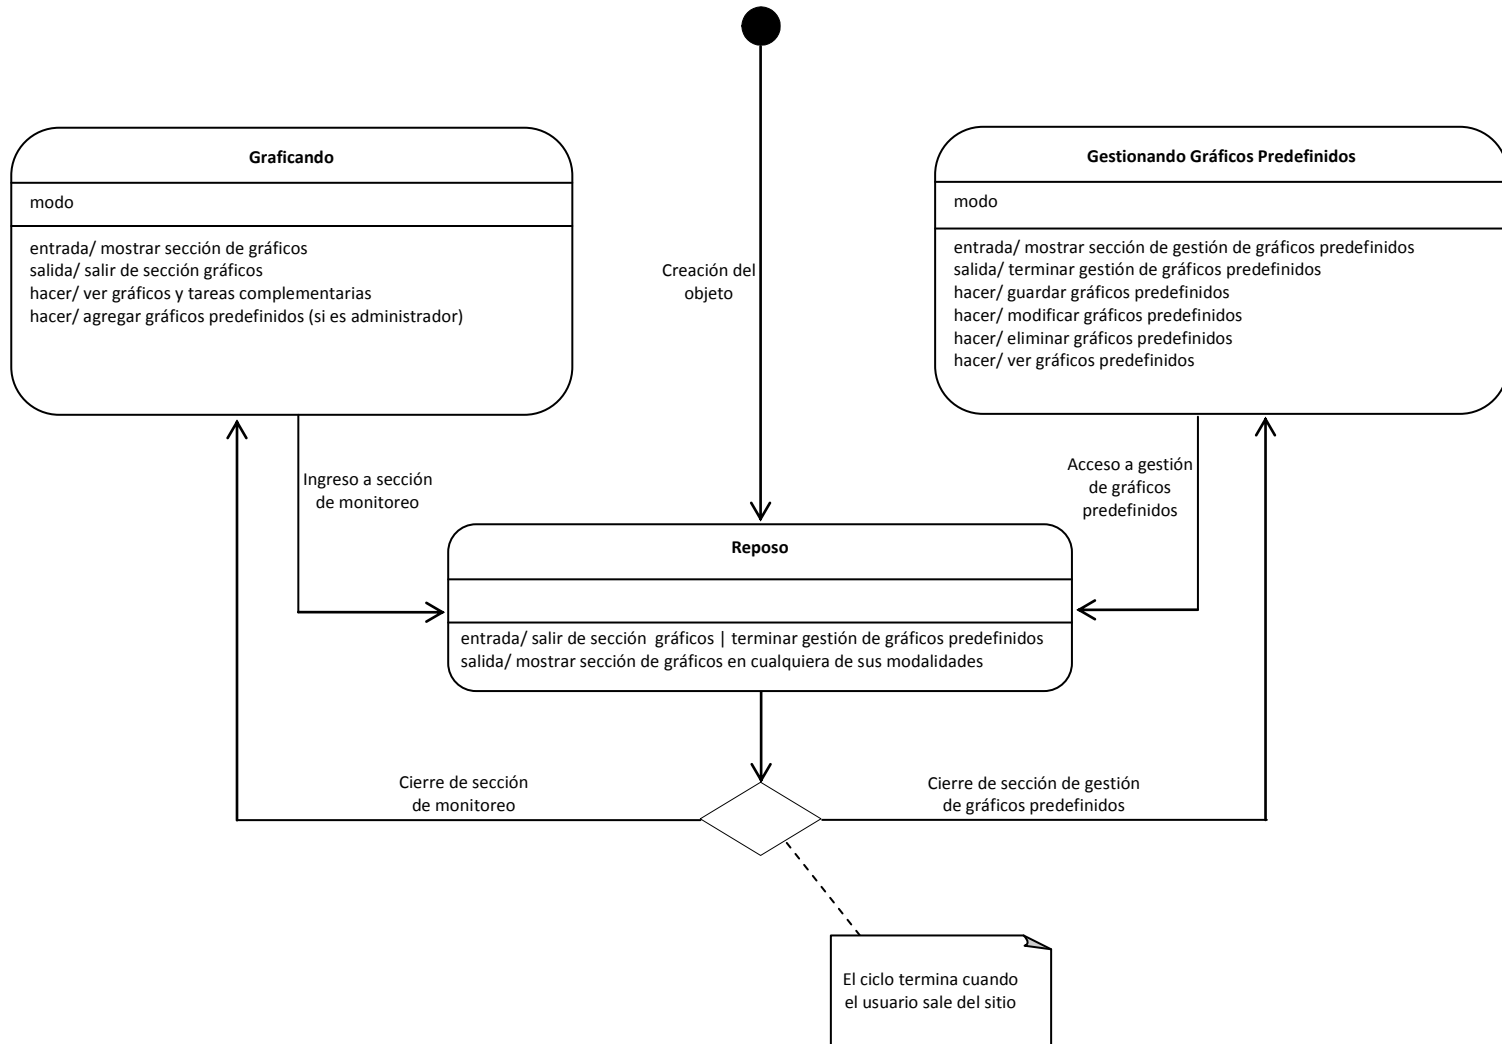 Graficando
modo
entrada/ mostrar sección de gráficos
salida/ salir de sección gráficos
hacer/ ver gráficos y tareas complementarias
hacer/ agregar gráficos predefinidos (si es administrador)
Creación del
objeto
Gestionando Gráficos Predefinidos
modo
entrada/ mostrar sección de gestión de gráficos predefinidos
salida/ terminar gestión de gráficos predefinidos
hacer/ guardar gráficos predefinidos
hacer/ modificar gráficos predefinidos
hacer/ eliminar gráficos predefinidos
hacer/ ver gráficos predefinidos
Ingreso a sección
de monitoreo
Acceso a gestión
de gráficos
predefinidos
Reposo
entrada/ salir de sección  gráficos | terminar gestión de gráficos predefinidos
salida/ mostrar sección de gráficos en cualquiera de sus modalidades
Cierre de sección
de monitoreo
Cierre de sección de gestión
de gráficos predefinidos
El ciclo termina cuando
el usuario sale del sitio